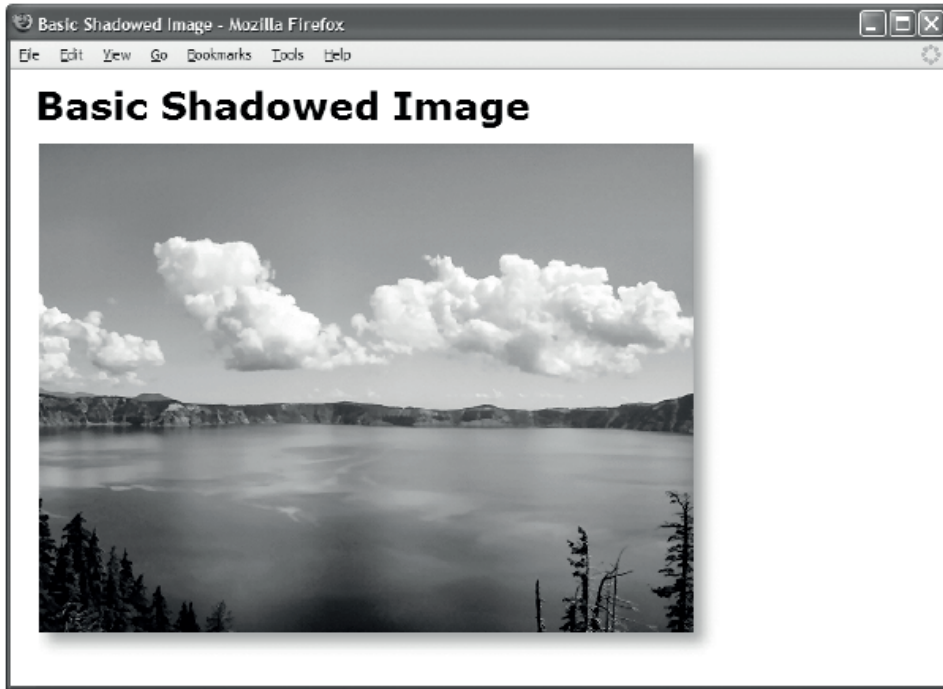 Basic Shadowed Image - Mozilla Firefox
File Edit View Go Bookmarks Tools Help
Basic Shadowed Image